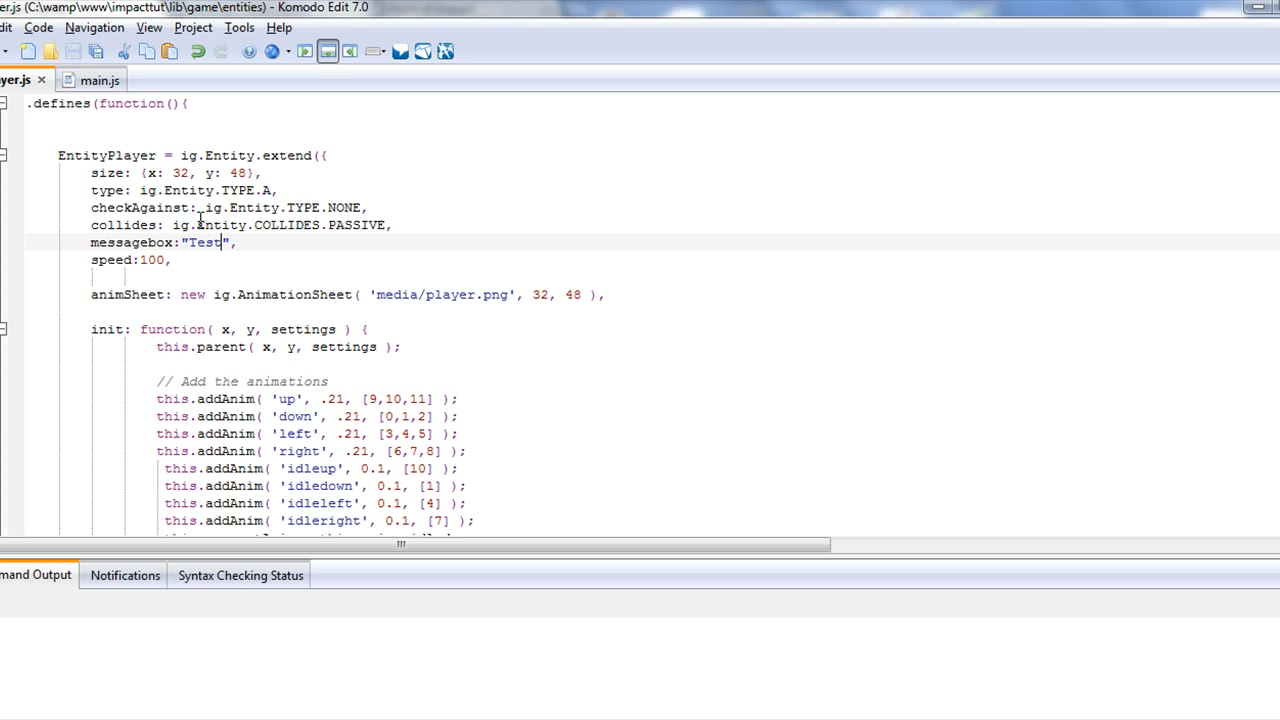 er.js (C:\wamp\www\impacttut\lib\game\entities) - Komodo Edit 7.0
dit Code Navigation View Project Tools Help
yer.js main.js
.defines(function(){
EntityPlayer = ig.Entity.extend({
size: {x: 32, y: 48},
type: ig.Entity.TYPE.A,
checkAgainst: ig.Entity.TYPE.NONE,
collides: ig.Entity.COLLIDES.PASSIVE,
messagebox:"Test",
speed:100,
animSheet: new ig.AnimationSheet( 'media/player.png', 32, 48 ),
init: function( x, y, settings ) {
this.parent( x, y, settings );
// Add the animations
this.addAnim( 'up', .21, [9,10,11] );
this.addAnim( 'down', .21, [0,1,2] );
this.addAnim( 'left', .21, [3,4,5] );
this.addAnim( 'right', .21, [6,7,8] );
this.addAnim( 'idleup', 0.1, [10] );
this.addAnim( 'idledown', 0.1, [1] );
this.addAnim( 'idleleft', 0.1, [4] );
this.addAnim( 'idleright', 0.1, [7] );
mand Output Notifications Syntax Checking Status